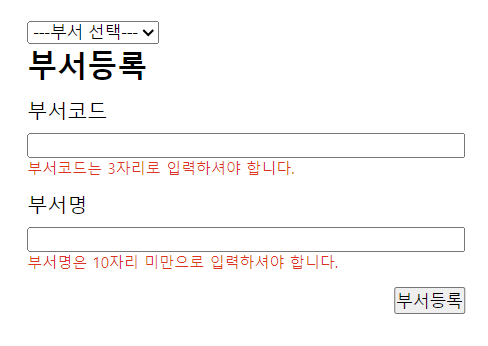 ---부서 선택---
부서등록
부서코드
부서코드는 3자리로 입력하셔야 합니다.
부서명
부서명은 10자리 미만으로 입력하셔야 합니다.
부서등록